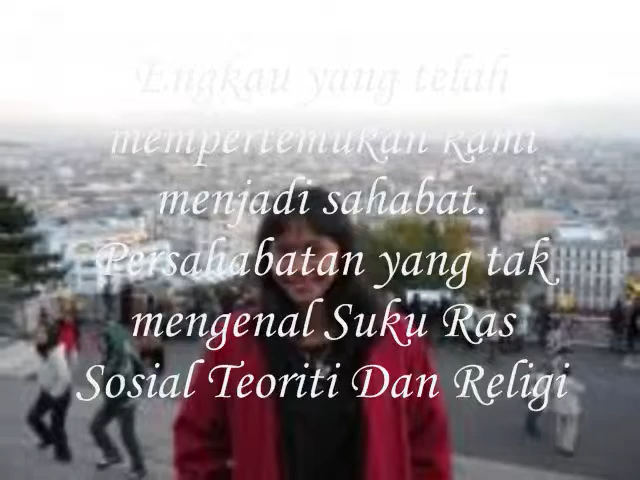 Engkau yang telah
mempertemukan kami
menjadi sahabat.
Persahabatan yang tak
mengenal Suku Ras
Sosial Teoriti Dan Religi